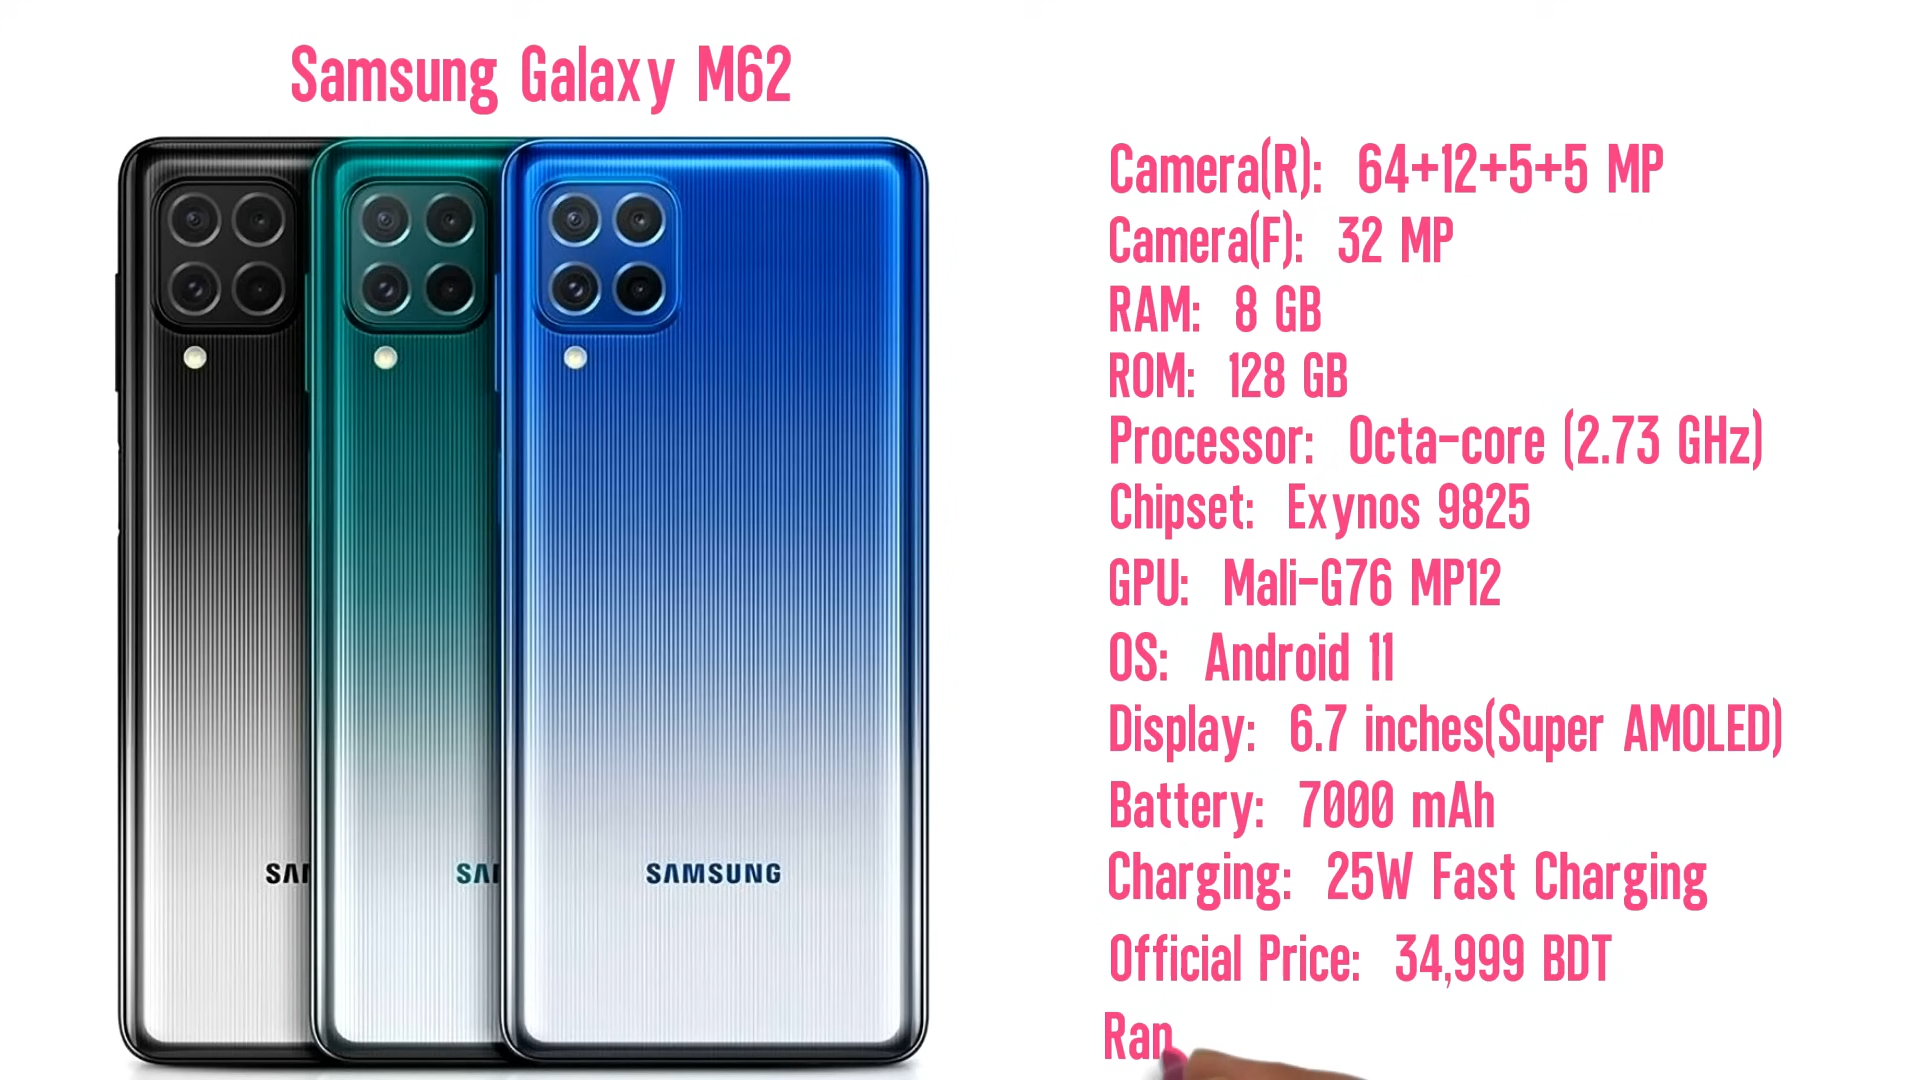 Samsung Galaxy M62
Camera(R): 64+12+5+5 MP
Camera(F): 32 MP
RAM: 8 GB
ROM: 128 GB
Processor: Octa-core (2.73 GHz)
Chipset: Exynos 9825
GPU: Mali-G76 MP12
OS: Android 11
Display: 6.7 inches(Super AMOLED)
Battery: 7000 mAh
Charging: 25W Fast Charging
Official Price: 34,999 BDT
Ran
SAM
SAM
SAMSUNG